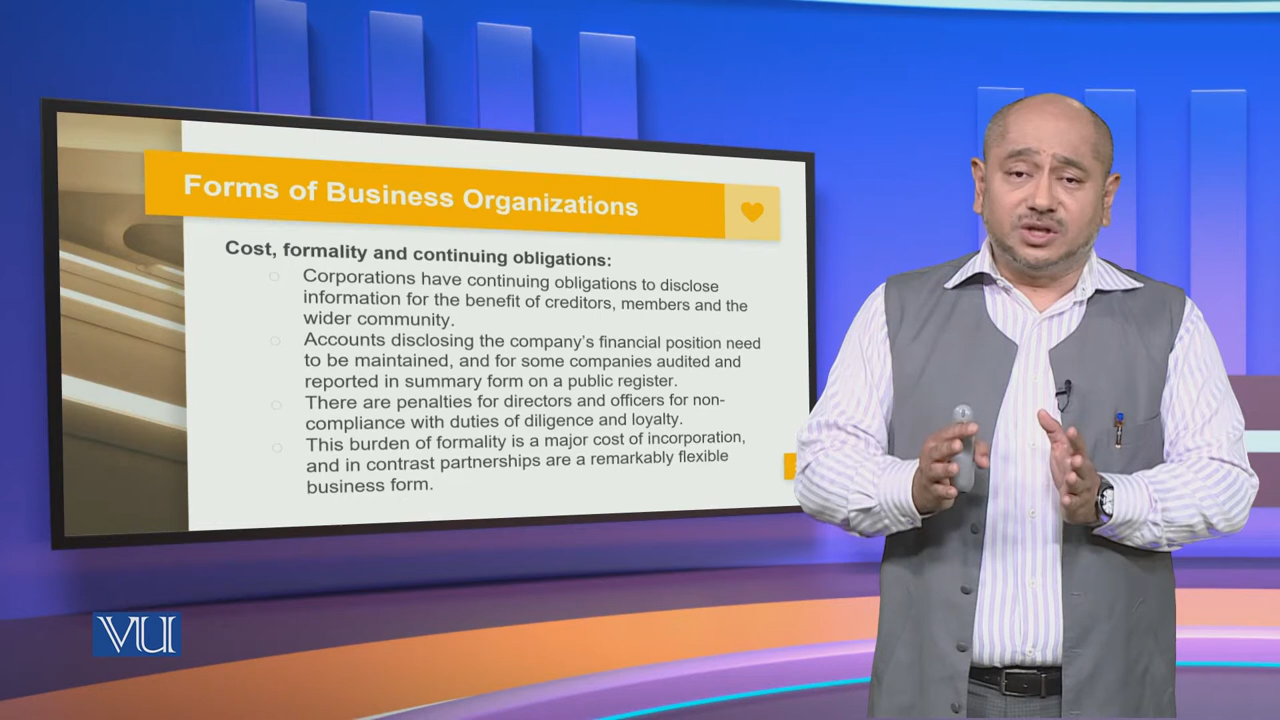 Forms of Business Organizations
Cost, formality and continuing obligations:
Corporations have continuing obligations to disclose
information for the benefit of creditors, members and the
wider community.
Accounts disclosing the company's financial position need
to be maintained, and for some companies audited and
reported in summary form on a public register.
There are penalties for directors and officers for non-
compliance with duties of diligence and loyalty.
This burden of formality is a major cost of incorporation,
and in contrast partnerships are a remarkably flexible
business form.
VU